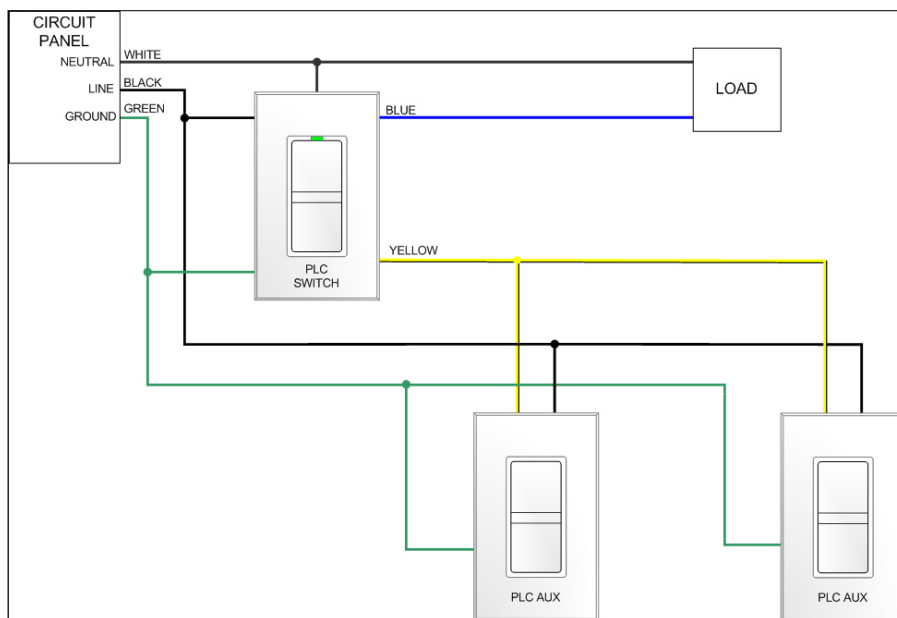 CIRCUIT
PANEL
NEUTRAL
WHITE
LINE
BLACK
GROUND
GREEN
BLUE
LOAD
YELLOW
PLC
SWITCH
PLC AUX
PLC AUX